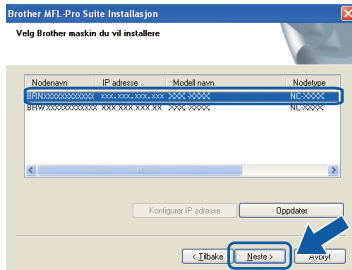 Brother MFL-Pro Suite Installasjon
Velg Brother maskin du vil installere
Nodenavn IP adresse Modell navn Nodetype
BRNXXXXXXXXXXXX XXX.XXX.XXX.XXX XXX-XXXX NC-XXXX
BRWXXXXXXXXXXXX XXX.XXX.XXX.XX XXX-XXXX NC-XXXX
Konfigurer IP adresse Oppdater
< Tilbake Neste > Avbryt